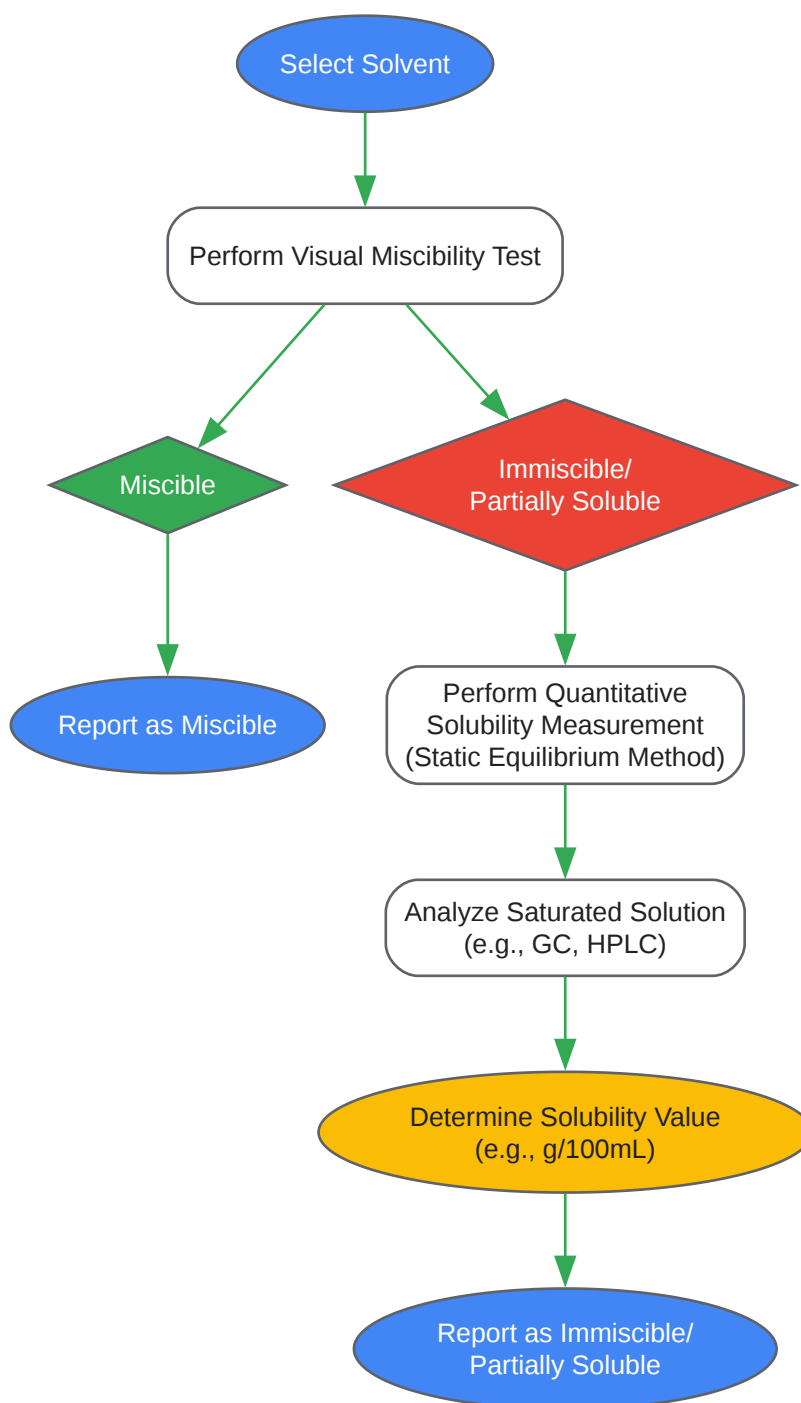 Select Solvent
Perform Visual Miscibility Test
Miscible
Immiscible/
Partially Soluble
Report as Miscible
Perform Quantitative
Solubility Measurement
(Static Equilibrium Method)
Analyze Saturated Solution
(e.g., GC, HPLC)
Determine Solubility Value
(e.g., g/100mL)
Report as Immiscible/
Partially Soluble